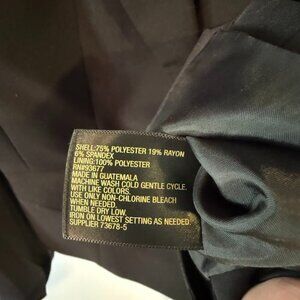 SHELL:75% POLYESTER 19% RAYON
6% SPANDEX
LINING:100% POLYESTER
RN#93677
MADE IN GUATEMALA
MACHINE WASH COLD GENTLE CYCLE.
WITH LIKE COLORS.
USE ONLY NON-CHLORINE BLEACH
WHEN NEEDED.
TUMBLE DRY LOW.
IRON ON LOWEST SETTING AS NEEDED.
SUPPLIER 73678-5